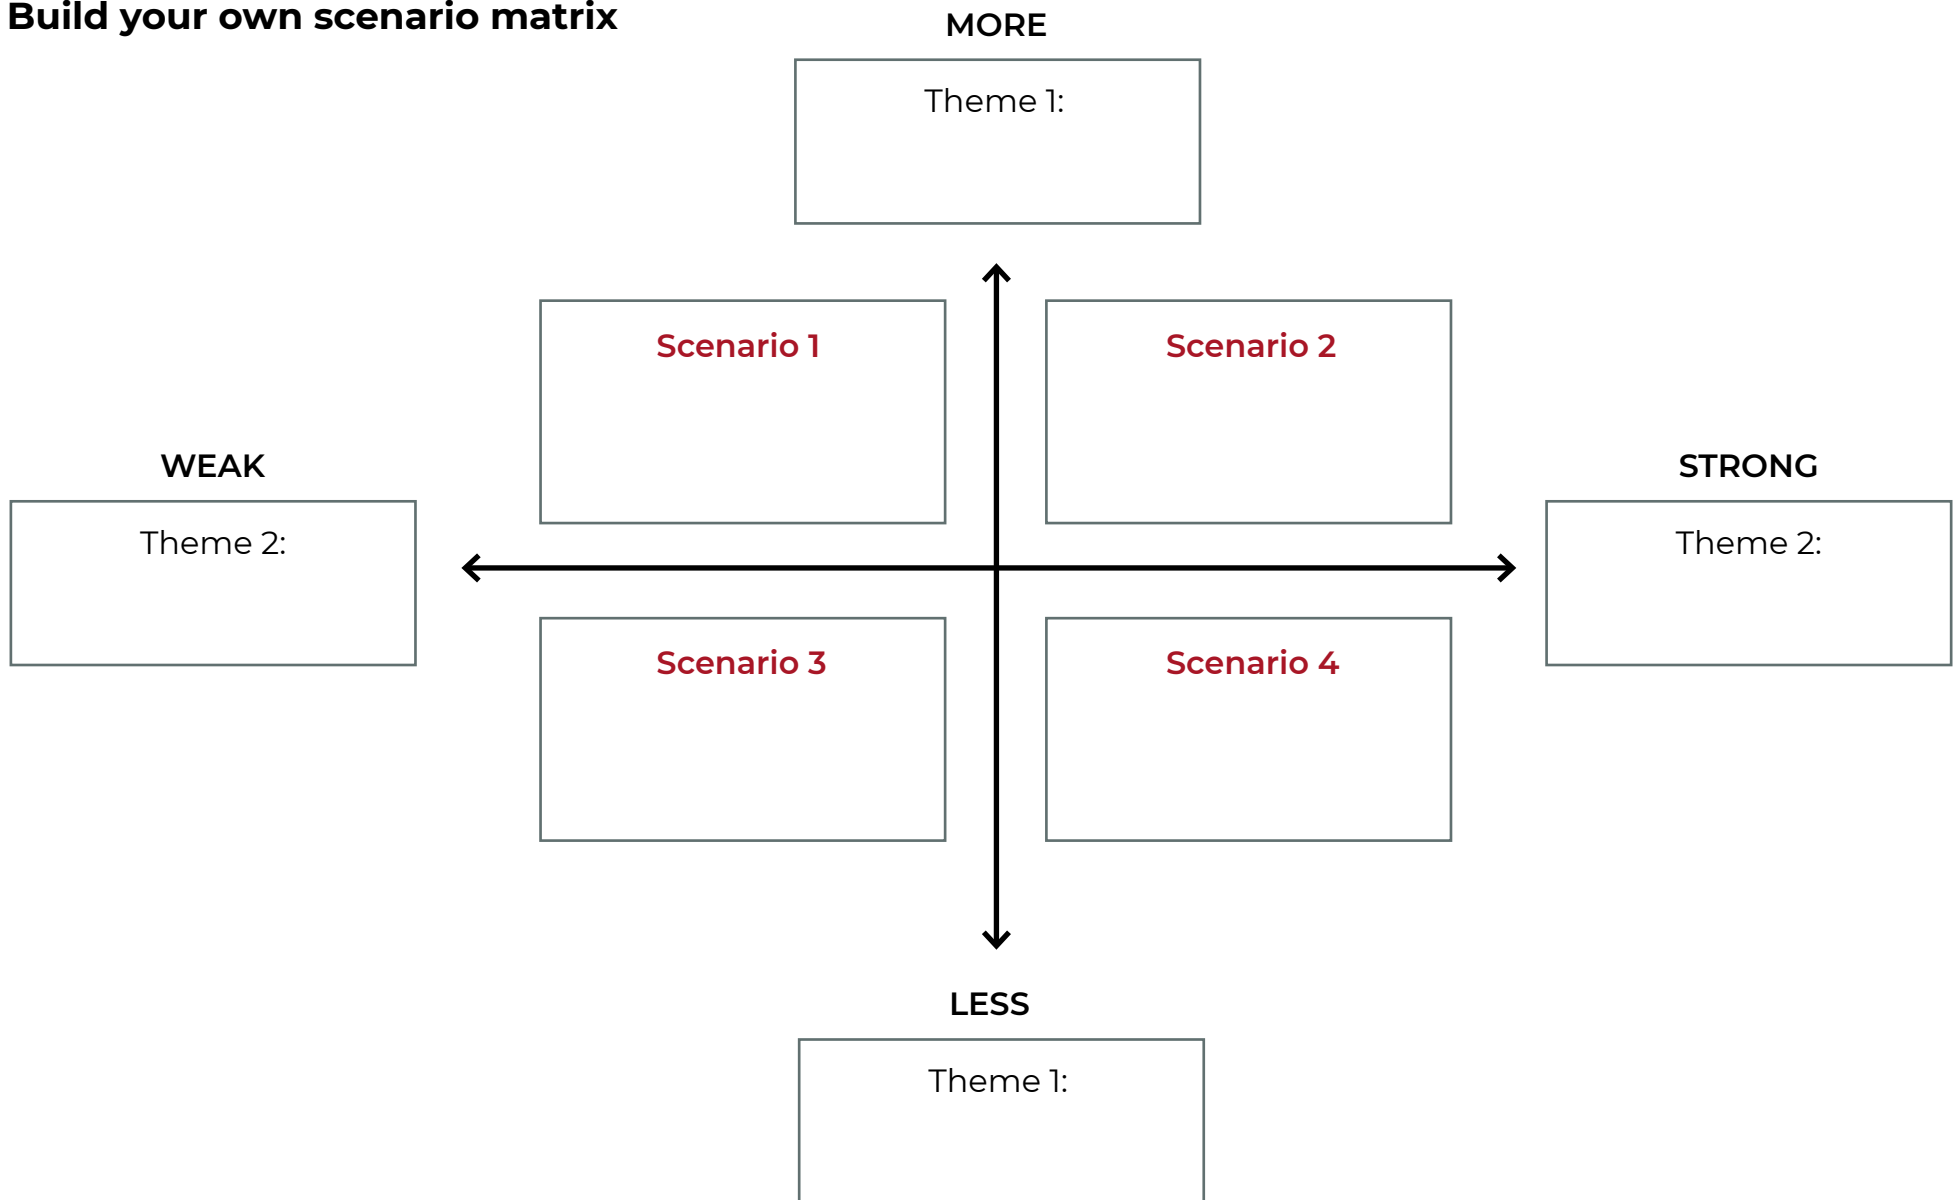 Build your own scenario matrix
MORE
Theme 1:
Scenario 1
Scenario 2
WEAK
STRONG
Theme 2:
Theme 2:
Scenario 3
Scenario 4
LESS
Theme 1: